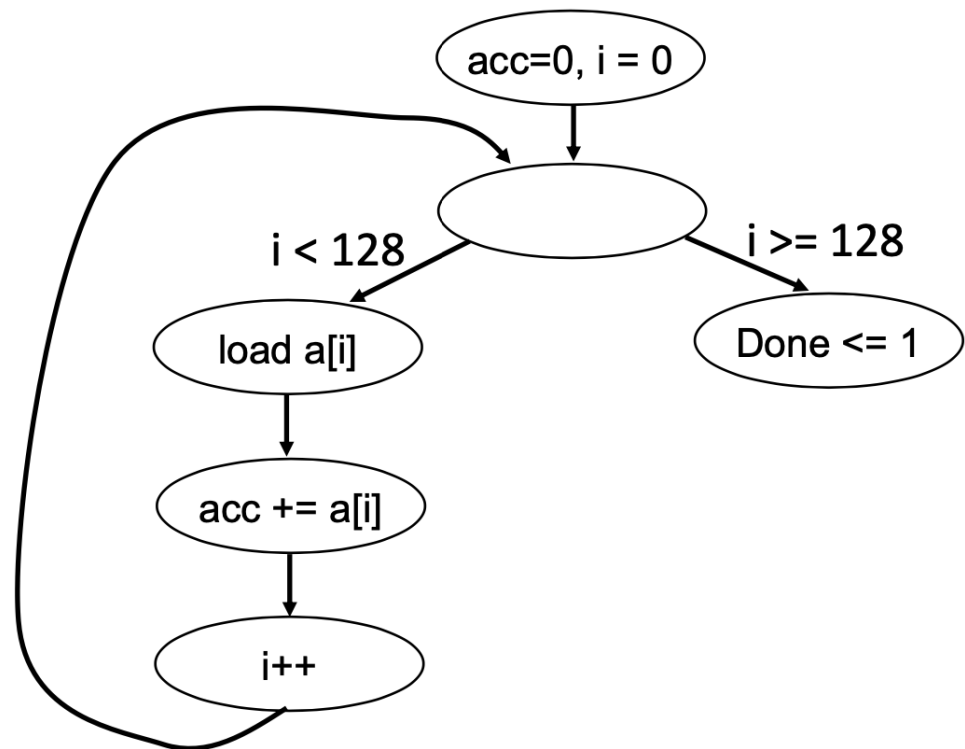 acc=0, i = 0
i < 128
i >= 128
load a[i]
Done <= 1
acc += a[i]
i++